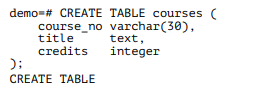 demo=# CREATE TABLE courses (
    course_no varchar(30),
    title     text,
    credits   integer
);
CREATE TABLE